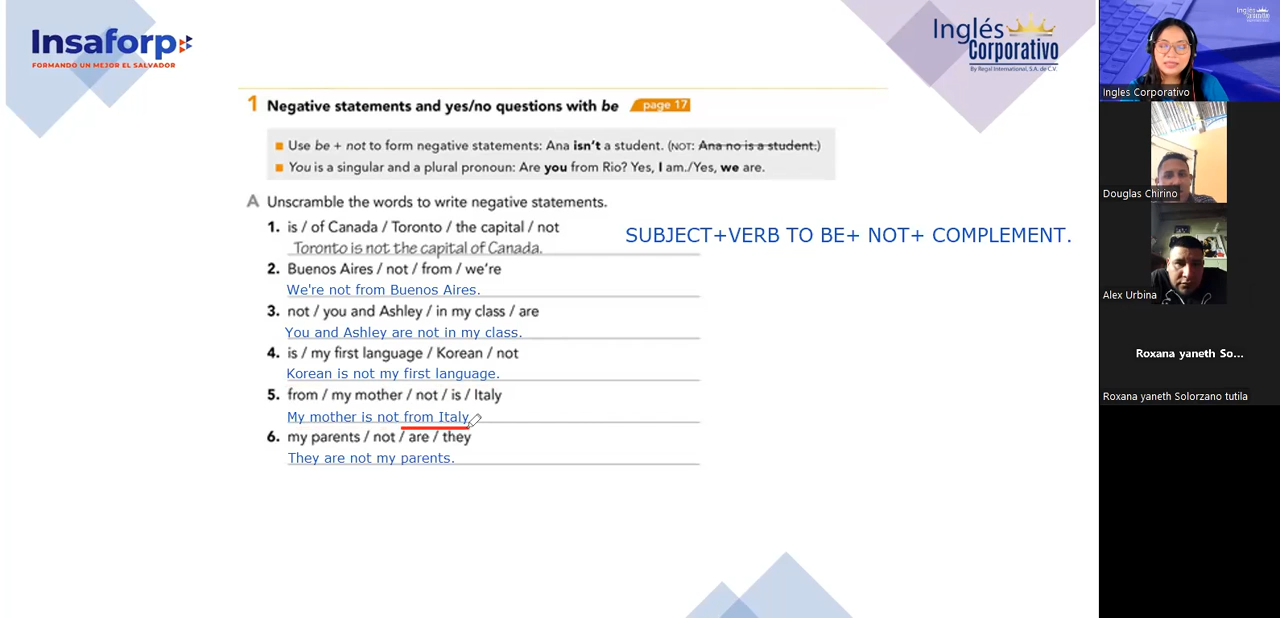 Insaforp
FORMANDO UN MEJOR EL SALVADOR
Inglés
Corporativo
By Regal International, S.A. de C.V.
1 Negative statements and yes/no questions with be page 17
Use be + not to form negative statements: Ana isn't a student. (NOT: Ana no is a student.)
You is a singular and a plural pronoun: Are you from Rio? Yes, I am./Yes, we are.
A Unscramble the words to write negative statements.
1. is / of Canada / Toronto / the capital / not
Toronto is not the capital of Canada.
SUBJECT+VERB TO BE+ NOT+ COMPLEMENT.
2. Buenos Aires / not / from / we're
We're not from Buenos Aires.
3. not / you and Ashley / in my class / are
You and Ashley are not in my class.
4. is / my first language / Korean / not
Korean is not my first language.
5. from / my mother / not / is / Italy
My mother is not from Italy
6. my parents / not / are / they
They are not my parents.
Inglés
Ingles Corporativo
Douglas Chirino
Alex Urbina
Roxana yaneth So...
Roxana yaneth Solorzano tutila